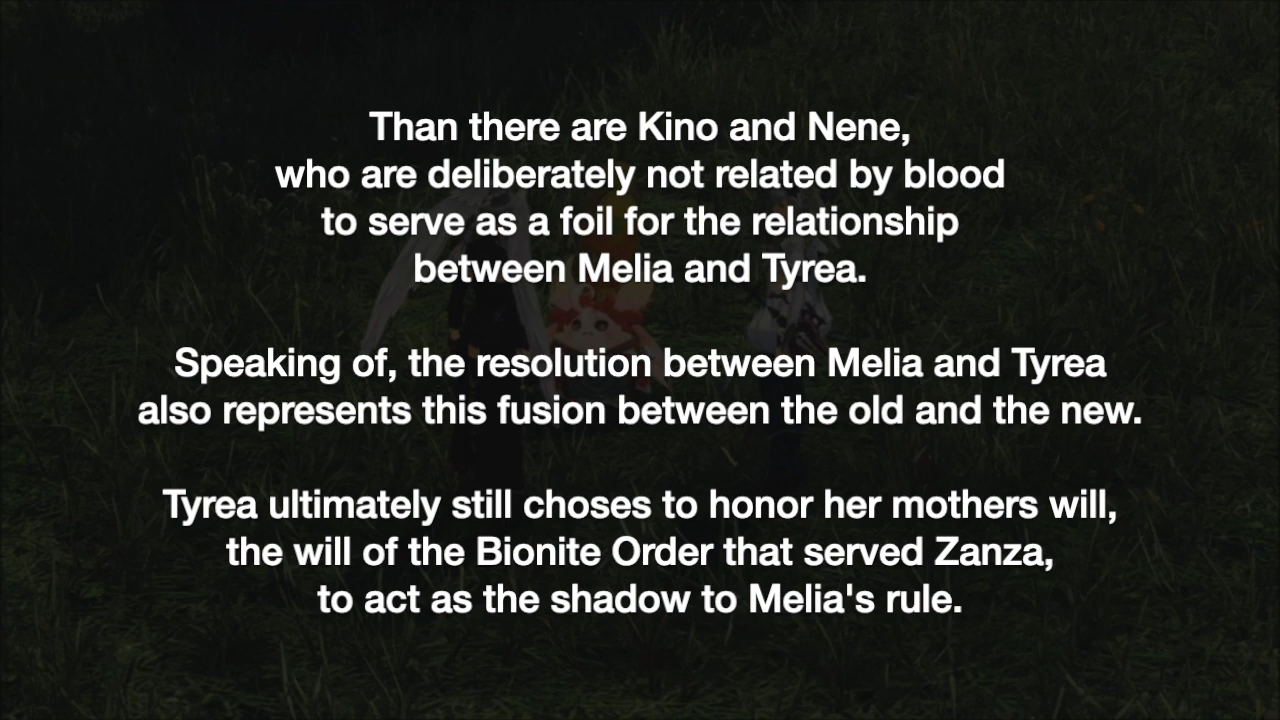 Than there are Kino and Nene,
who are deliberately not related by blood
to serve as a foil for the relationship
between Melia and Tyrea.
Speaking of, the resolution between Melia and Tyrea
also represents this fusion between the old and the new.
Tyrea ultimately still choses to honor her mothers will,
the will of the Bionite Order that served Zanza,
to act as the shadow to Melia's rule.